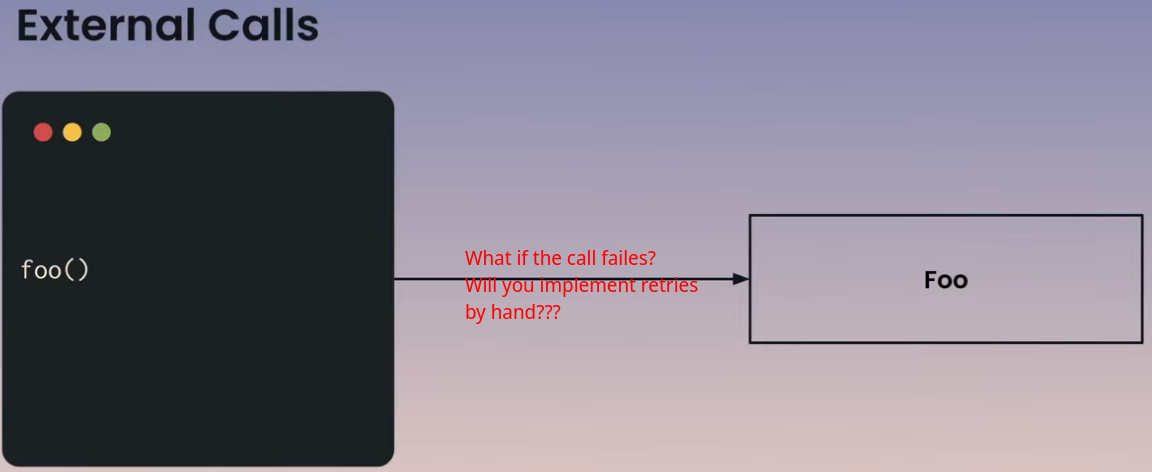 External Calls
foo()
What if the call failes?
Will you implement retries
by hand???
Foo